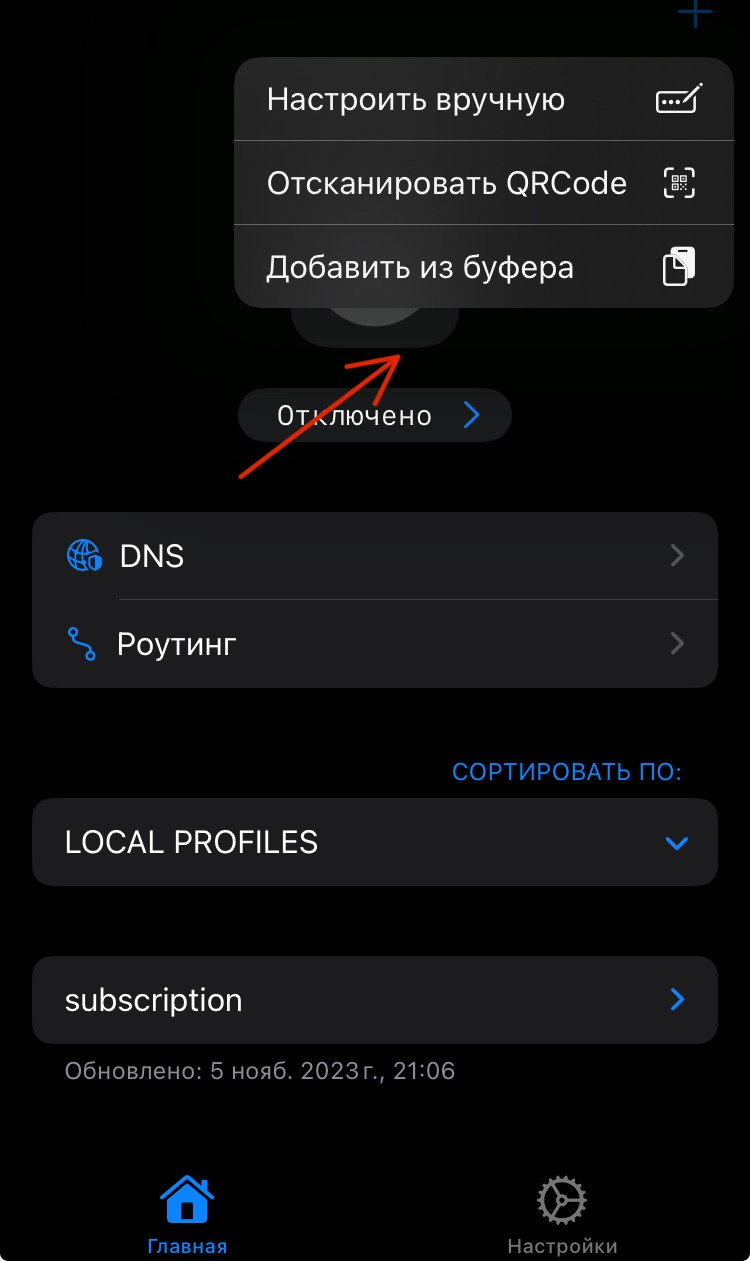 Настроить вручную
Отсканировать QRCode
Добавить из буфера
Отключено
DNS
Роутинг
СОРТИРОВАТЬ ПО:
LOCAL PROFILES
subscription
Обновлено: 5 нояб. 2023 г., 21:06
Главная
Настройки